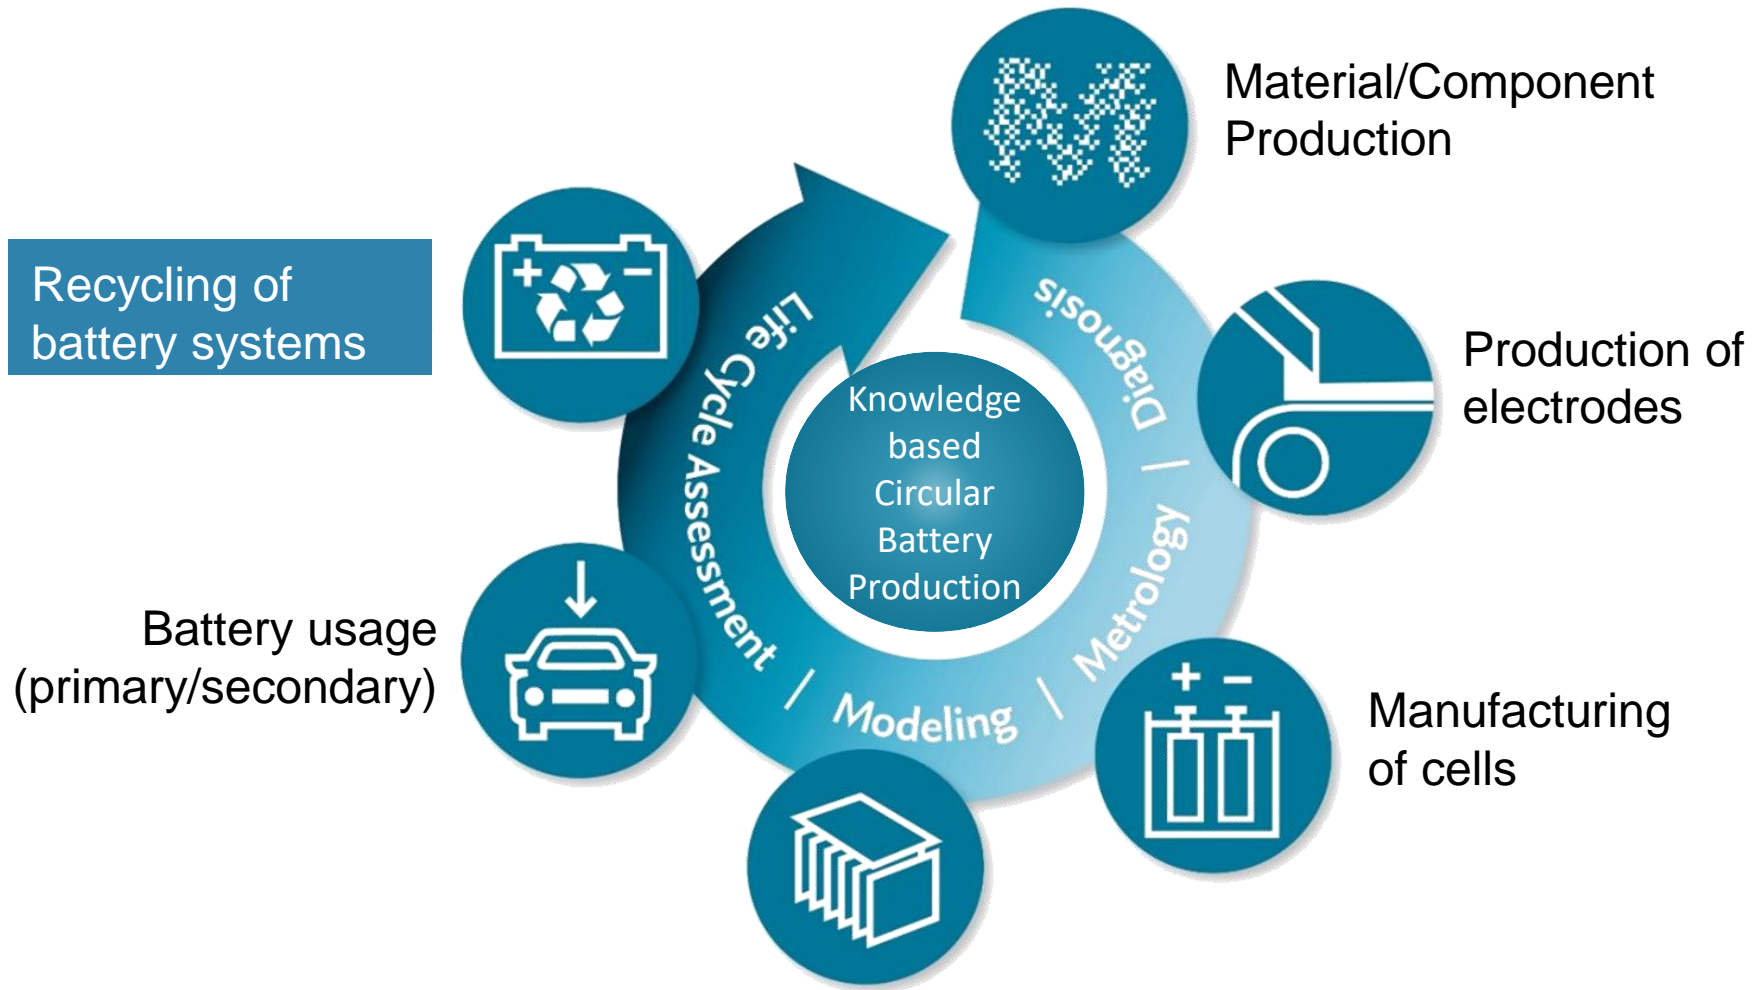 Material/Component
Production
Recycling of
battery systems
+ -
Production of
electrodes
Diagnosis | Metrology | Modeling | Life Cycle Assessment
Knowledge
based
Circular
Battery
Production
Battery usage
(primary/secondary)
+ -
Manufacturing
of cells